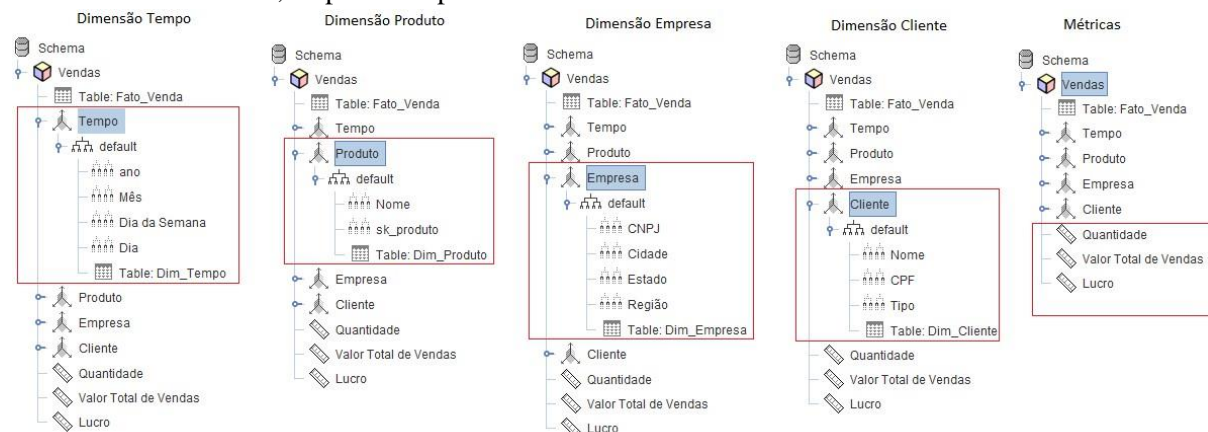 Dimensão Tempo
Schema
Vendas
Table: Fato_Venda
Tempo
default
ano
Mês
Dia da Semana
Dia
Table: Dim_Tempo
Produto
Empresa
Cliente
Quantidade
Valor Total de Vendas
Lucro
Dimensão Produto
Schema
Vendas
Table: Fato_Venda
Tempo
Produto
default
Nome
sk_produto
Table: Dim_Produto
Empresa
Cliente
Quantidade
Valor Total de Vendas
Lucro
Dimensão Empresa
Schema
Vendas
Table: Fato_Venda
Tempo
Produto
Empresa
default
CNPJ
Cidade
Estado
Região
Table: Dim_Empresa
Cliente
Quantidade
Valor Total de Vendas
Lucro
Dimensão Cliente
Schema
Vendas
Table: Fato_Venda
Tempo
Produto
Empresa
Cliente
default
Nome
CPF
Tipo
Table: Dim_Cliente
Quantidade
Valor Total de Vendas
Lucro
Métricas
Schema
Vendas
Table: Fato_Venda
Tempo
Produto
Empresa
Cliente
Quantidade
Valor Total de Vendas
Lucro